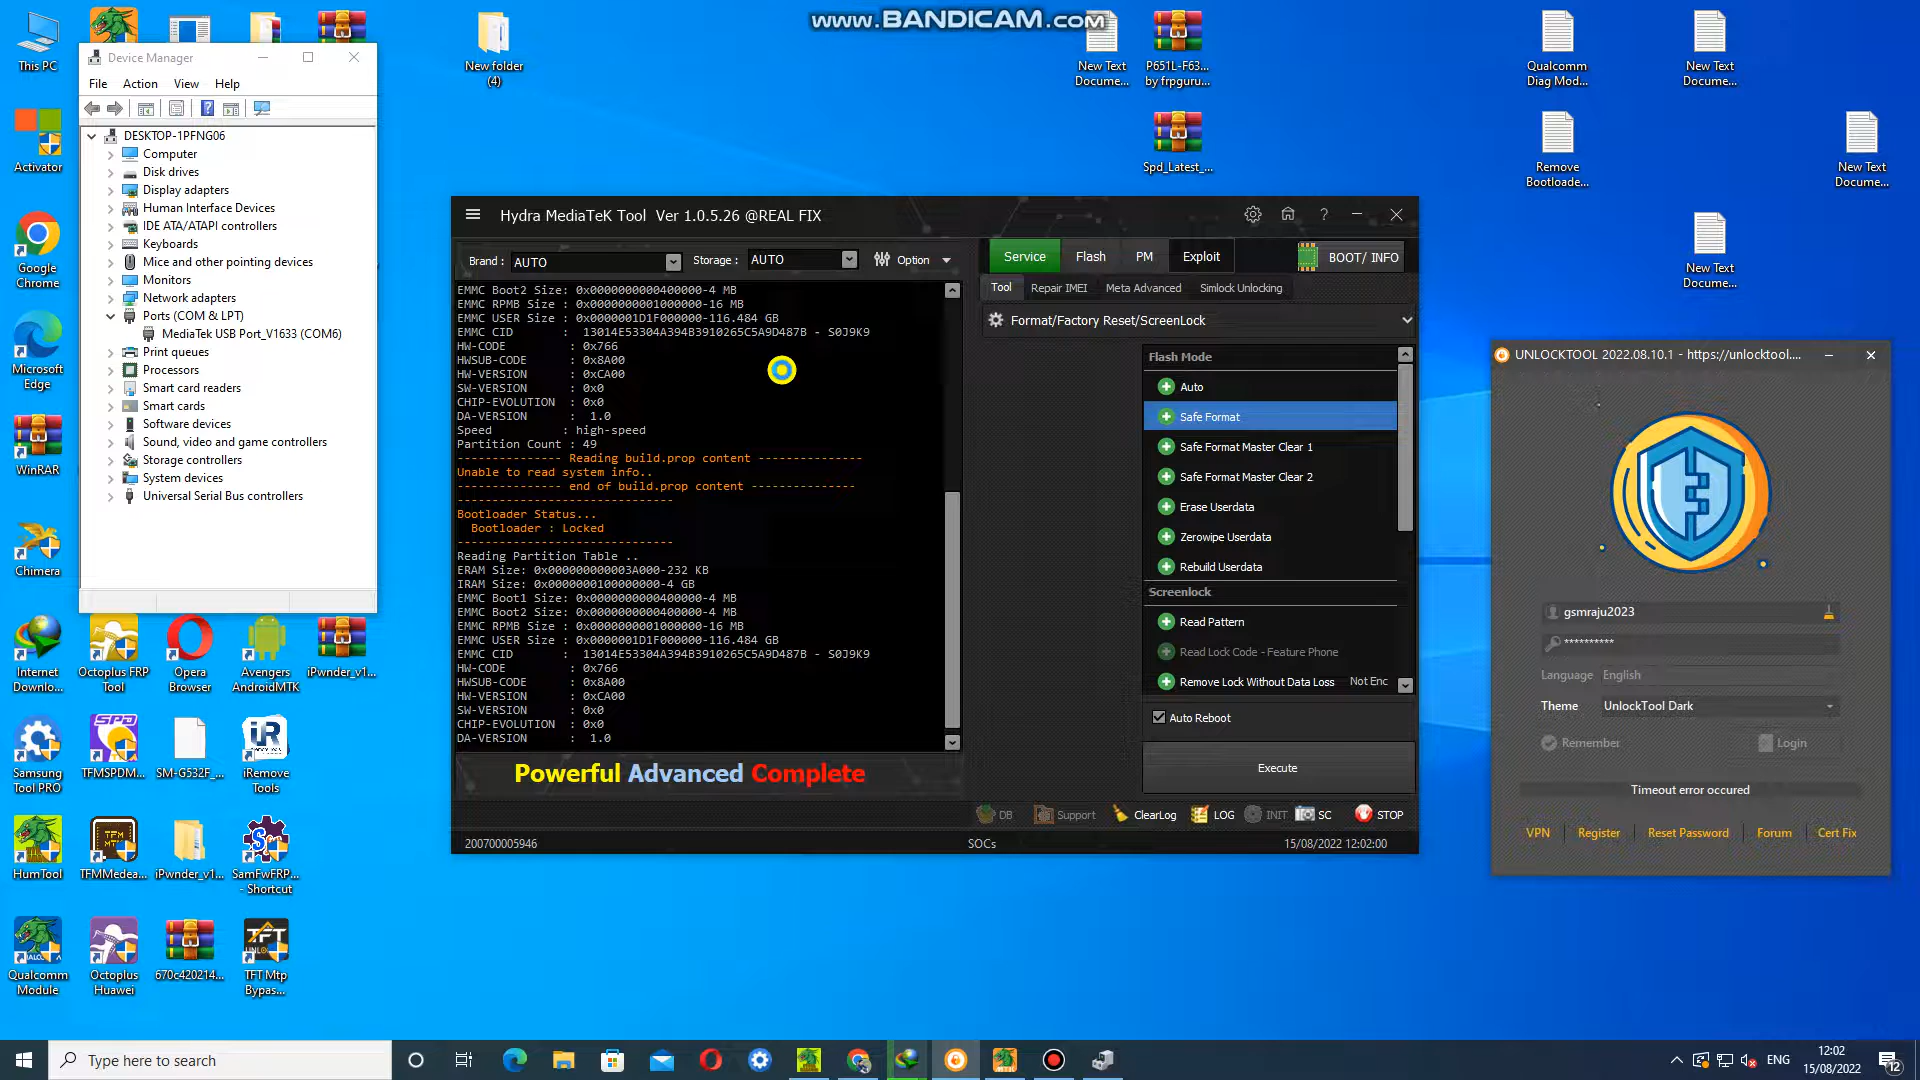 www.BANDICAM.com
This PC
Activator
Google
Chrome
Microsoft
Edge
WinRAR
Chimera
Internet
Downlo...
Samsung
Tool PRO
HumTool
Qualcomm
Module
Octoplus FRP
Tool
Opera
Browser
Avengers
AndroidMTK
iPwnder_v1...
TFMSPDM...
SM-G532F_...
iRemove
Tools
TFMMedea...
iPwnder_v1...
SamFwFRP...
- Shortcut
Octoplus
Huawei
670c420214...
TFT Mtp
Bypas...
New folder
(4)
New Text
Docume...
P651L-F63...
by frpguru...
Spd_Latest_...
Qualcomm
Diag Mod...
New Text
Docume...
Remove
Bootloade...
New Text
Docume...
New Text
Docume...
Device Manager
File Action View Help
DESKTOP-1PFNG06
Computer
Disk drives
Display adapters
Human Interface Devices
IDE ATA/ATAPI controllers
Keyboards
Mice and other pointing devices
Monitors
Network adapters
Ports (COM & LPT)
MediaTek USB Port_V1633 (COM6)
Print queues
Processors
Smart card readers
Smart cards
Software devices
Sound, video and game controllers
Storage controllers
System devices
Universal Serial Bus controllers
Hydra MediaTeK Tool Ver 1.0.5.26 @REAL FIX
Brand : AUTO Storage : AUTO Option
EMMC Boot2 Size: 0x0000000000400000-4 MB
EMMC RPMB Size : 0x0000000001000000-16 MB
EMMC USER Size : 0x0000001D1F000000-116.484 GB
EMMC CID : 13014E53304A394B3910265C5A9D487B - S0J9K9
HW-CODE : 0x766
HWSUB-CODE : 0x8A00
HW-VERSION : 0xCA00
SW-VERSION : 0x0
CHIP-EVOLUTION : 0x0
DA-VERSION : 1.0
Speed : high-speed
Partition Count : 49
--------------- Reading build.prop content ---------------
Unable to read system info..
--------------- end of build.prop content ---------------
-------------------------------
Bootloader Status...
Bootloader : Locked
-------------------------------
Reading Partition Table ..
ERAM Size: 0x000000000003A000-232 KB
IRAM Size: 0x0000000100000000-4 GB
EMMC Boot1 Size: 0x0000000000400000-4 MB
EMMC Boot2 Size: 0x0000000000400000-4 MB
EMMC RPMB Size : 0x0000000001000000-16 MB
EMMC USER Size : 0x0000001D1F000000-116.484 GB
EMMC CID : 13014E53304A394B3910265C5A9D487B - S0J9K9
HW-CODE : 0x766
HWSUB-CODE : 0x8A00
HW-VERSION : 0xCA00
SW-VERSION : 0x0
CHIP-EVOLUTION : 0x0
DA-VERSION : 1.0
Powerful Advanced Complete
Service Flash PM Exploit BOOT/ INFO
Tool Repair IMEI Meta Advanced Simlock Unlocking
Format/Factory Reset/ScreenLock
Flash Mode
Auto
Safe Format
Safe Format Master Clear 1
Safe Format Master Clear 2
Erase Userdata
Zerowipe Userdata
Rebuild Userdata
Screenlock
Read Pattern
Read Lock Code - Feature Phone
Remove Lock Without Data Loss Not Enc
Auto Reboot
Execute
DB Support ClearLog LOG INIT SC STOP
200700005946 SOCs 15/08/2022 12:02:00
UNLOCKTOOL 2022.08.10.1 - https://unlocktool....
gsmraju2023
**********
Language English
Theme UnlockTool Dark
Remember Login
Timeout error occured
VPN Register Reset Password Forum Cert Fix
Type here to search
ENG
12:02
15/08/2022
12